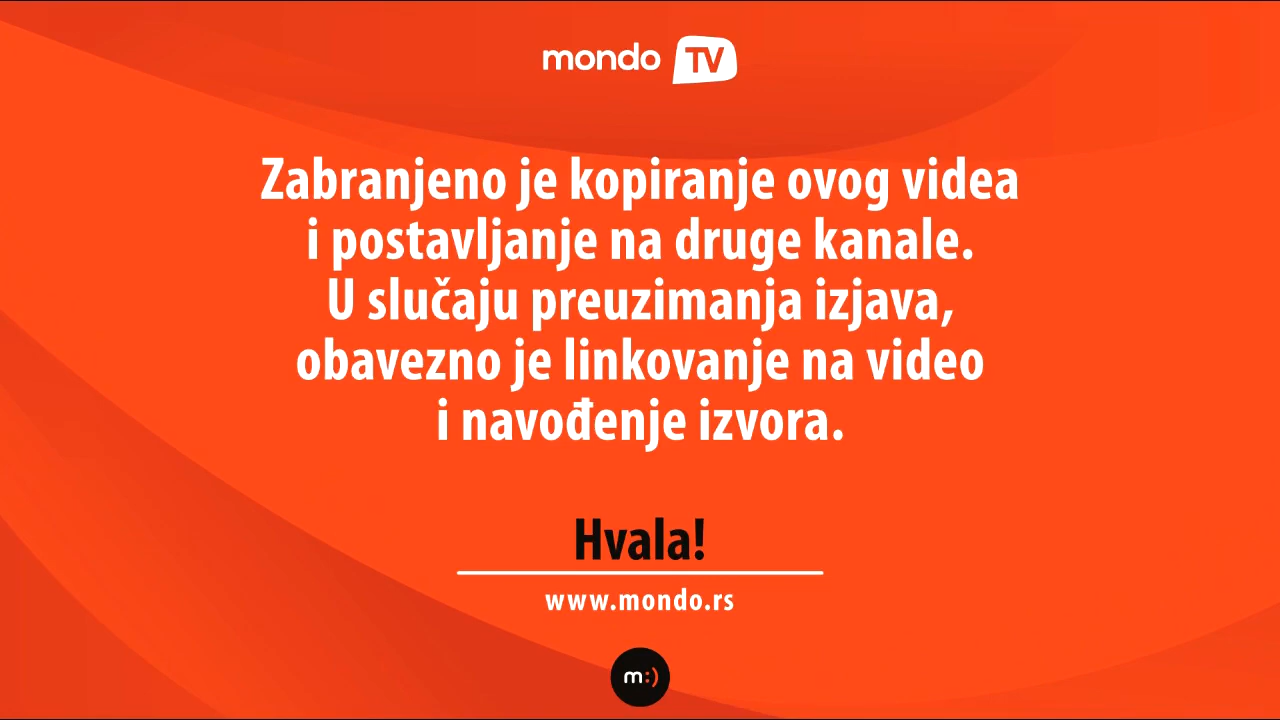 mondo TV
Zabranjeno je kopiranje ovog videa
i postavljanje na druge kanale.
U slučaju preuzimanja izjava,
obavezno je linkovanje na video
i navođenje izvora.
Hvala!
www.mondo.rs
m:)